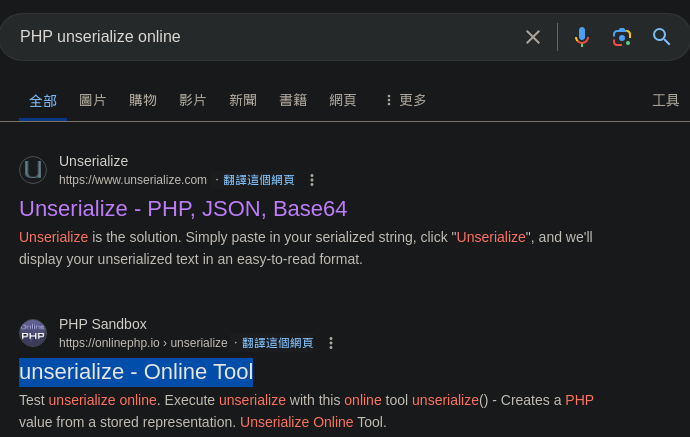 PHP unserialize online
全部 圖片 購物 影片 新聞 書籍 網頁 更多 工具
Unserialize
https://www.unserialize.com · 翻譯這個網頁
Unserialize - PHP, JSON, Base64
Unserialize is the solution. Simply paste in your serialized string, click "Unserialize", and we'll
display your unserialized text in an easy-to-read format.
PHP Sandbox
https://onlinephp.io › unserialize · 翻譯這個網頁
unserialize - Online Tool
Test unserialize online. Execute unserialize with this online tool unserialize() - Creates a PHP
value from a stored representation. Unserialize Online Tool.